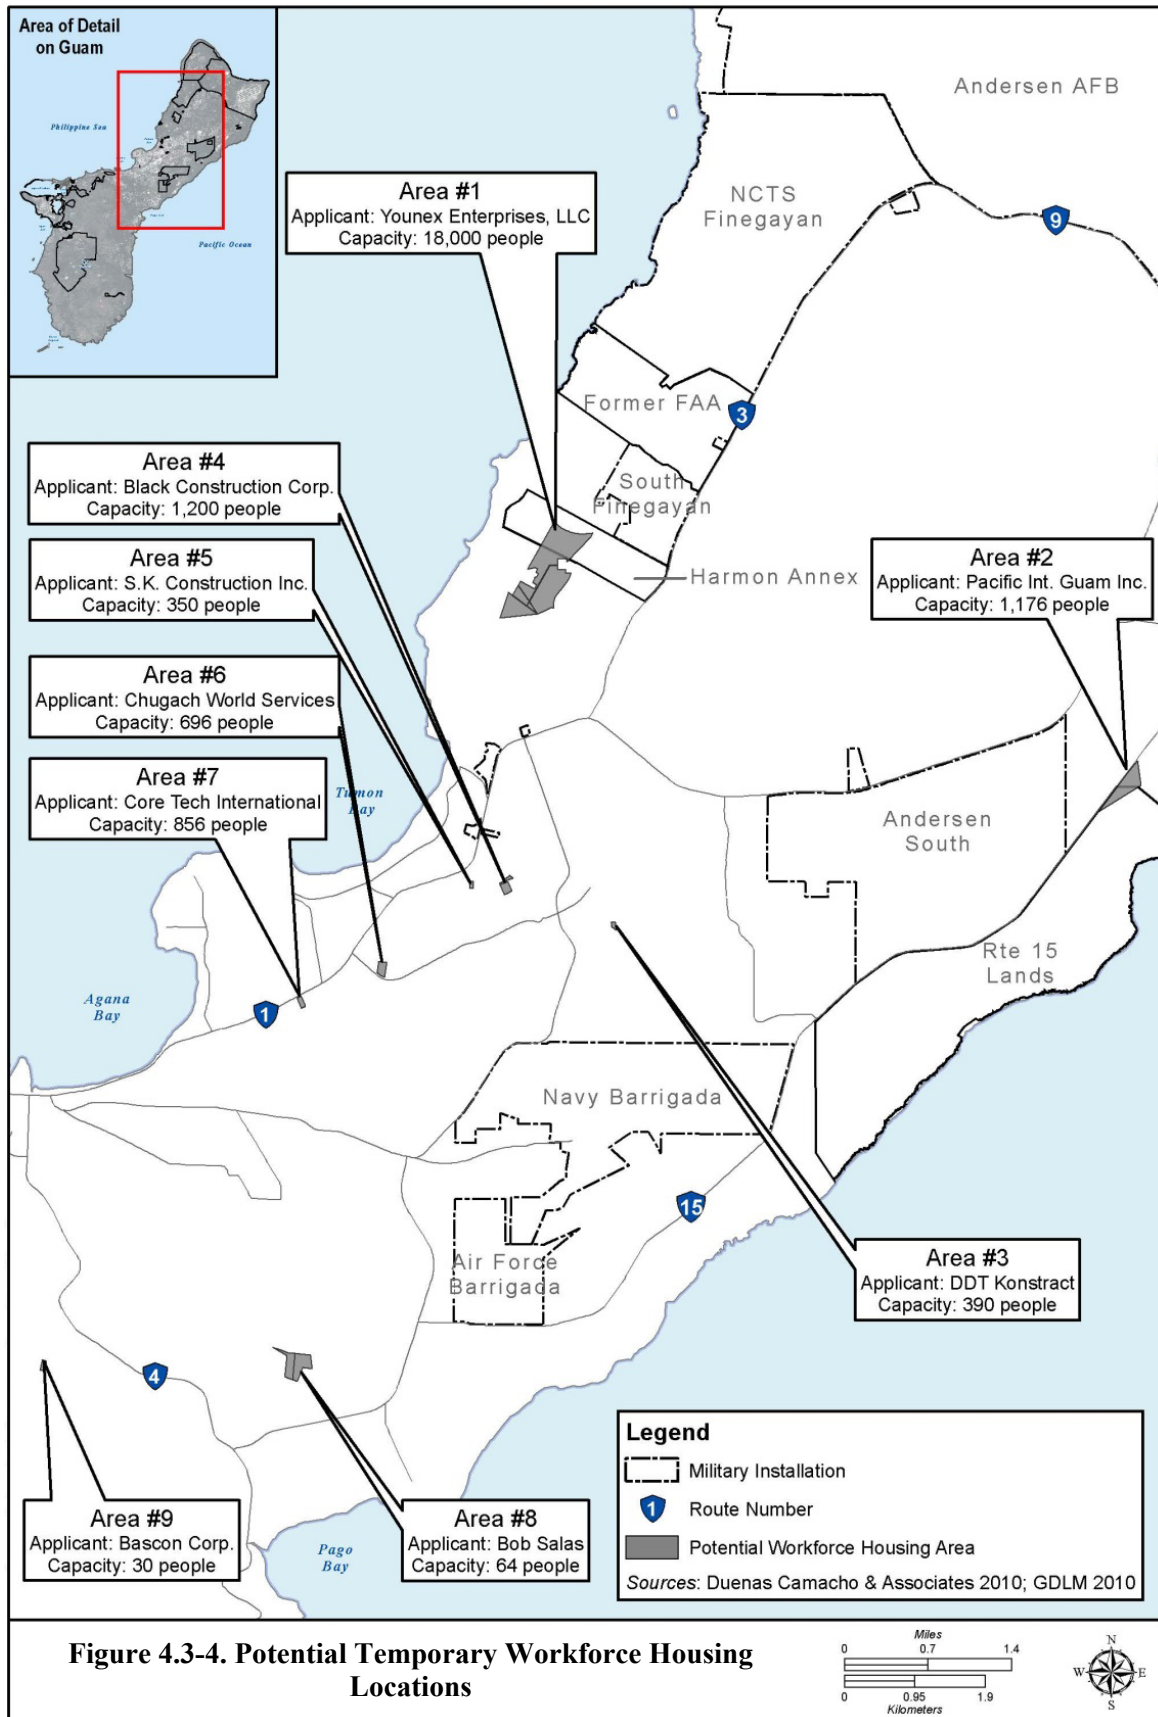 Area of Detail
on Guam
Philippine Sea
Pacific Ocean
Andersen AFB
NCTS
Finegayan
9
Area #1
Applicant: Younex Enterprises, LLC
Capacity: 18,000 people
Former FAA
3
South
Finegayan
Harmon Annex
Area #4
Applicant: Black Construction Corp.
Capacity: 1,200 people
Area #5
Applicant: S.K. Construction Inc.
Capacity: 350 people
Area #2
Applicant: Pacific Int. Guam Inc.
Capacity: 1,176 people
Area #6
Applicant: Chugach World Services
Capacity: 696 people
Area #7
Applicant: Core Tech International
Capacity: 856 people
Tumon
Bay
Andersen
South
Rte 15
Lands
Agana
Bay
1
Navy Barrigada
15
Air Force
Barrigada
Area #3
Applicant: DDT Konstract
Capacity: 390 people
4
Area #9
Applicant: Bascon Corp.
Capacity: 30 people
Pago
Bay
Area #8
Applicant: Bob Salas
Capacity: 64 people
Legend
Military Installation
1 Route Number
Potential Workforce Housing Area
Sources: Duenas Camacho & Associates 2010; GDLM 2010
Figure 4.3-4. Potential Temporary Workforce Housing
Locations
Miles
0 0.7 1.4
0 0.95 1.9
Kilometers
N
W E
S